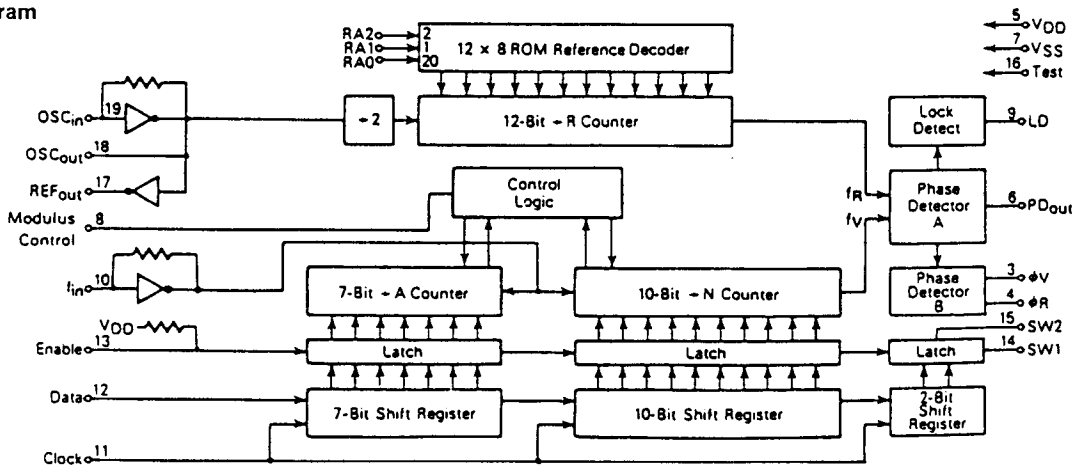 ram
RA2 2
RA1 1
RA0 20
12 × 8 ROM Reference Decoder
5 VDD
7 VSS
16 Test
OSCin 19
÷2
12-Bit ÷ R Counter
Lock
Detect
9 LD
OSCout 18
REFout 17
Control
Logic
fR
fV
Phase
Detector
A
6 PDout
Modulus
Control
8
fin 10
7-Bit ÷ A Counter
10-Bit ÷ N Counter
Phase
Detector
B
3 ϕV
4 ϕR
VDD
Enable 13
Latch
Latch
Latch
15 SW2
14 SW1
Data 12
7-Bit Shift Register
10-Bit Shift Register
2-Bit
Shift
Register
Clock 11